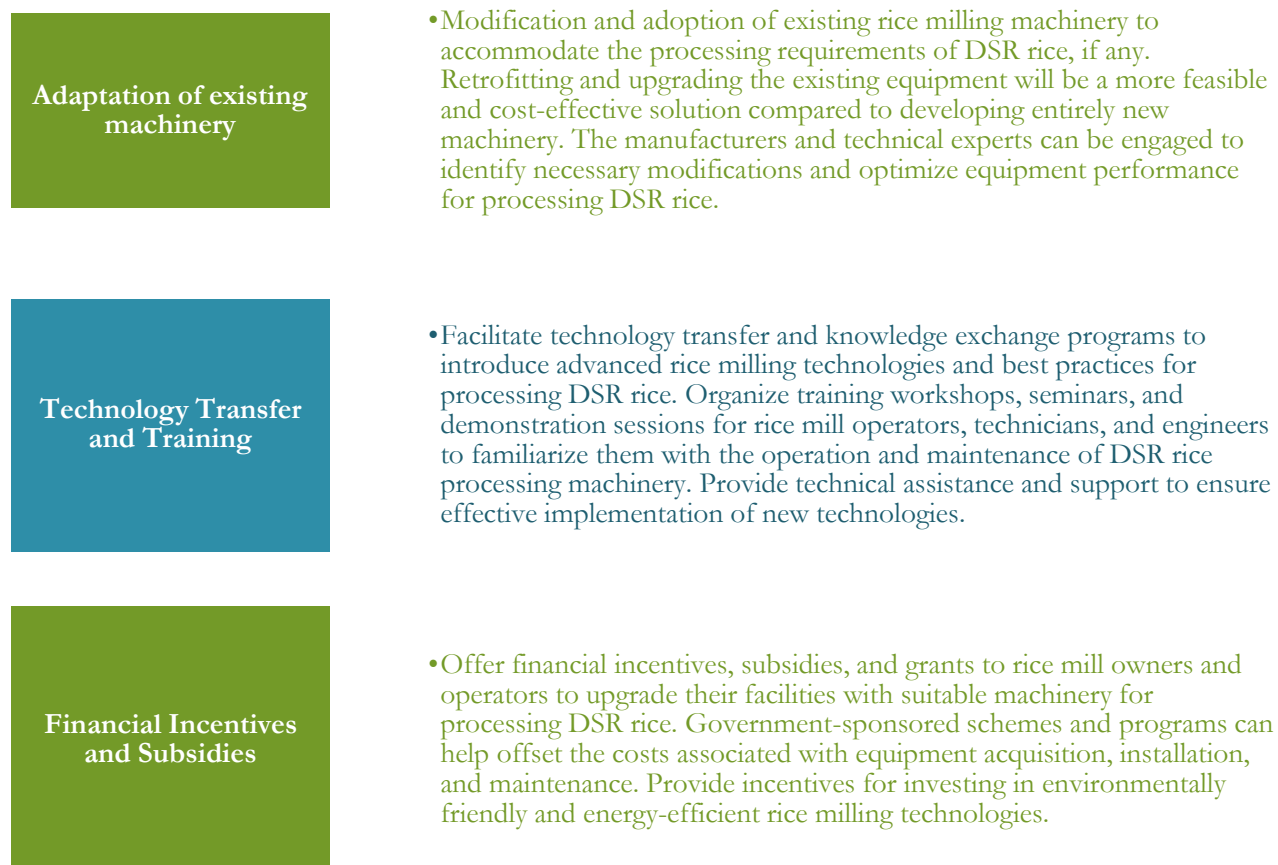 Adaptation of existing
machinery
•Modification and adoption of existing rice milling machinery to
accommodate the processing requirements of DSR rice, if any.
Retrofitting and upgrading the existing equipment will be a more feasible
and cost-effective solution compared to developing entirely new
machinery. The manufacturers and technical experts can be engaged to
identify necessary modifications and optimize equipment performance
for processing DSR rice.
Technology Transfer
and Training
•Facilitate technology transfer and knowledge exchange programs to
introduce advanced rice milling technologies and best practices for
processing DSR rice. Organize training workshops, seminars, and
demonstration sessions for rice mill operators, technicians, and engineers
to familiarize them with the operation and maintenance of DSR rice
processing machinery. Provide technical assistance and support to ensure
effective implementation of new technologies.
Financial Incentives
and Subsidies
•Offer financial incentives, subsidies, and grants to rice mill owners and
operators to upgrade their facilities with suitable machinery for
processing DSR rice. Government-sponsored schemes and programs can
help offset the costs associated with equipment acquisition, installation,
and maintenance. Provide incentives for investing in environmentally
friendly and energy-efficient rice milling technologies.